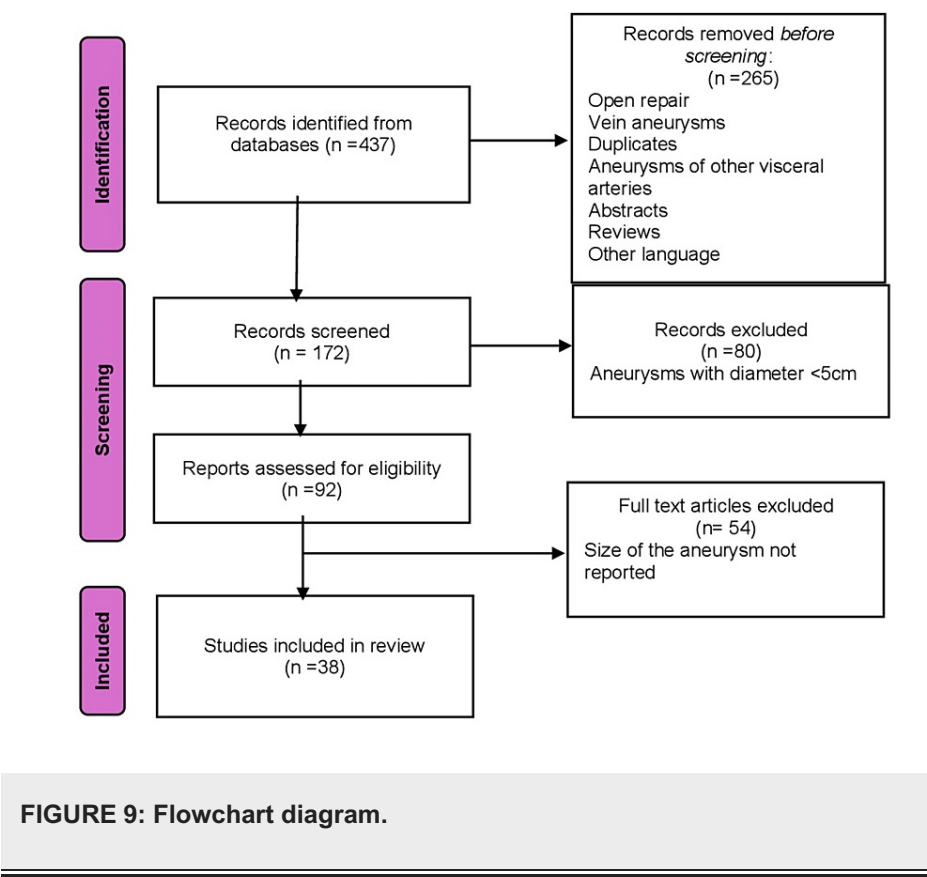 Identification
Records identified from
databases (n =437)
Records removed before
screening:
(n =265)
Open repair
Vein aneurysms
Duplicates
Aneurysms of other visceral
arteries
Abstracts
Reviews
Other language
Screening
Records screened
(n = 172)
Records excluded
(n =80)
Aneurysms with diameter <5cm
Reports assessed for eligibility
(n =92)
Full text articles excluded
(n= 54)
Size of the aneurysm not
reported
Included
Studies included in review
(n =38)
FIGURE 9: Flowchart diagram.